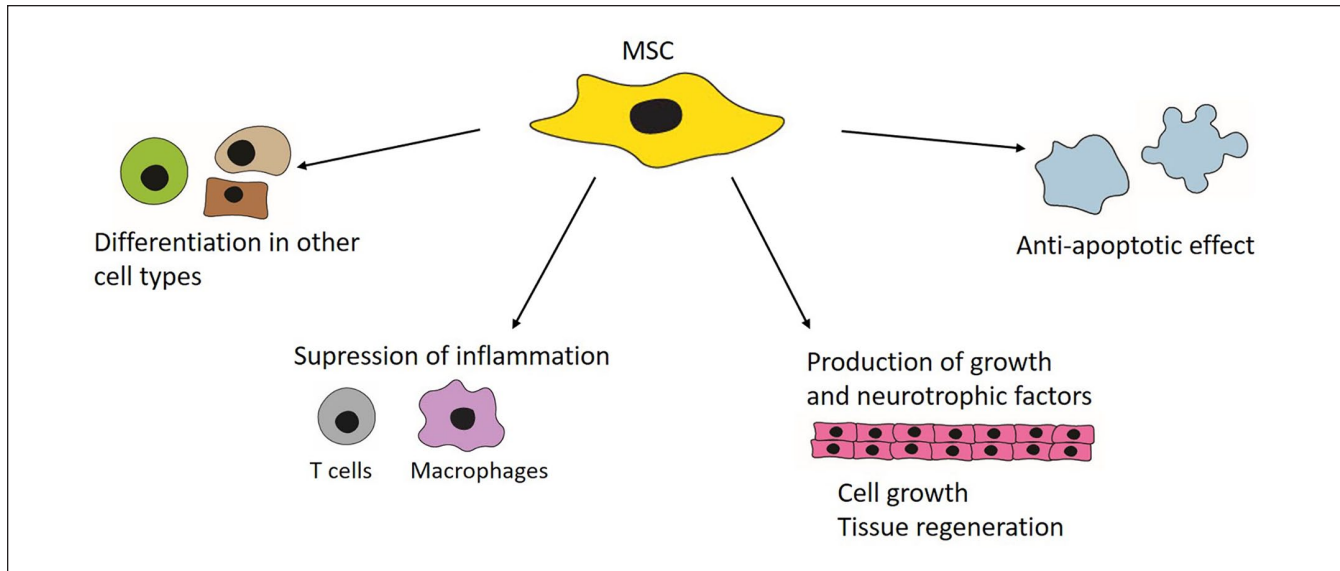 MSC
Differentiation in other
cell types
Anti-apoptotic effect
Supression of inflammation
T cells
Macrophages
Production of growth
and neurotrophic factors
Cell growth
Tissue regeneration